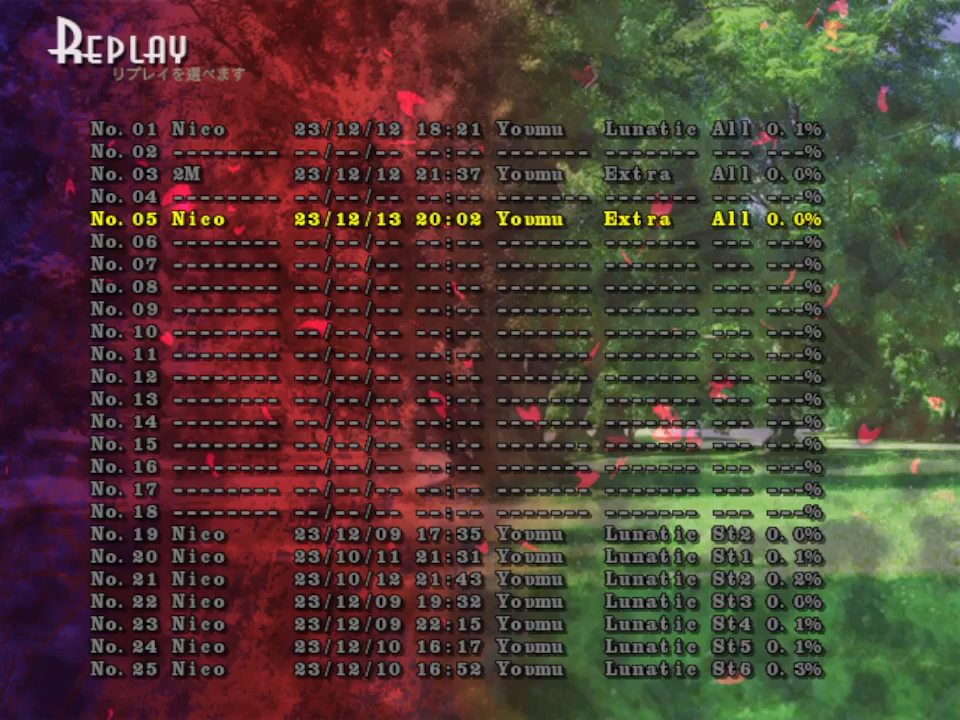 REPLAY
リプレイを選べます
No. 01 Nico 23/12/12 18:21 Youmu Lunatic All 0. 1%
No. 02 -------- --/--/-- --:-- ------- ------- --- ---%
No. 03 2M 23/12/12 21:37 Youmu Extra All 0. 0%
No. 04 -------- --/--/-- --:-- ------- ------- --- ---%
No. 05 Nico 23/12/13 20:02 Youmu Extra All 0. 0%
No. 06 -------- --/--/-- --:-- ------- ------- --- ---%
No. 07 -------- --/--/-- --:-- ------- ------- --- ---%
No. 08 -------- --/--/-- --:-- ------- ------- --- ---%
No. 09 -------- --/--/-- --:-- ------- ------- --- ---%
No. 10 -------- --/--/-- --:-- ------- ------- --- ---%
No. 11 -------- --/--/-- --:-- ------- ------- --- ---%
No. 12 -------- --/--/-- --:-- ------- ------- --- ---%
No. 13 -------- --/--/-- --:-- ------- ------- --- ---%
No. 14 -------- --/--/-- --:-- ------- ------- --- ---%
No. 15 -------- --/--/-- --:-- ------- ------- --- ---%
No. 16 -------- --/--/-- --:-- ------- ------- --- ---%
No. 17 -------- --/--/-- --:-- ------- ------- --- ---%
No. 18 -------- --/--/-- --:-- ------- ------- --- ---%
No. 19 Nico 23/12/09 17:35 Youmu Lunatic St2 0. 0%
No. 20 Nico 23/10/11 21:31 Youmu Lunatic St1 0. 1%
No. 21 Nico 23/10/12 21:43 Youmu Lunatic St2 0. 2%
No. 22 Nico 23/12/09 19:32 Youmu Lunatic St3 0. 0%
No. 23 Nico 23/12/09 22:15 Youmu Lunatic St4 0. 1%
No. 24 Nico 23/12/10 16:17 Youmu Lunatic St5 0. 1%
No. 25 Nico 23/12/10 16:52 Youmu Lunatic St6 0. 3%